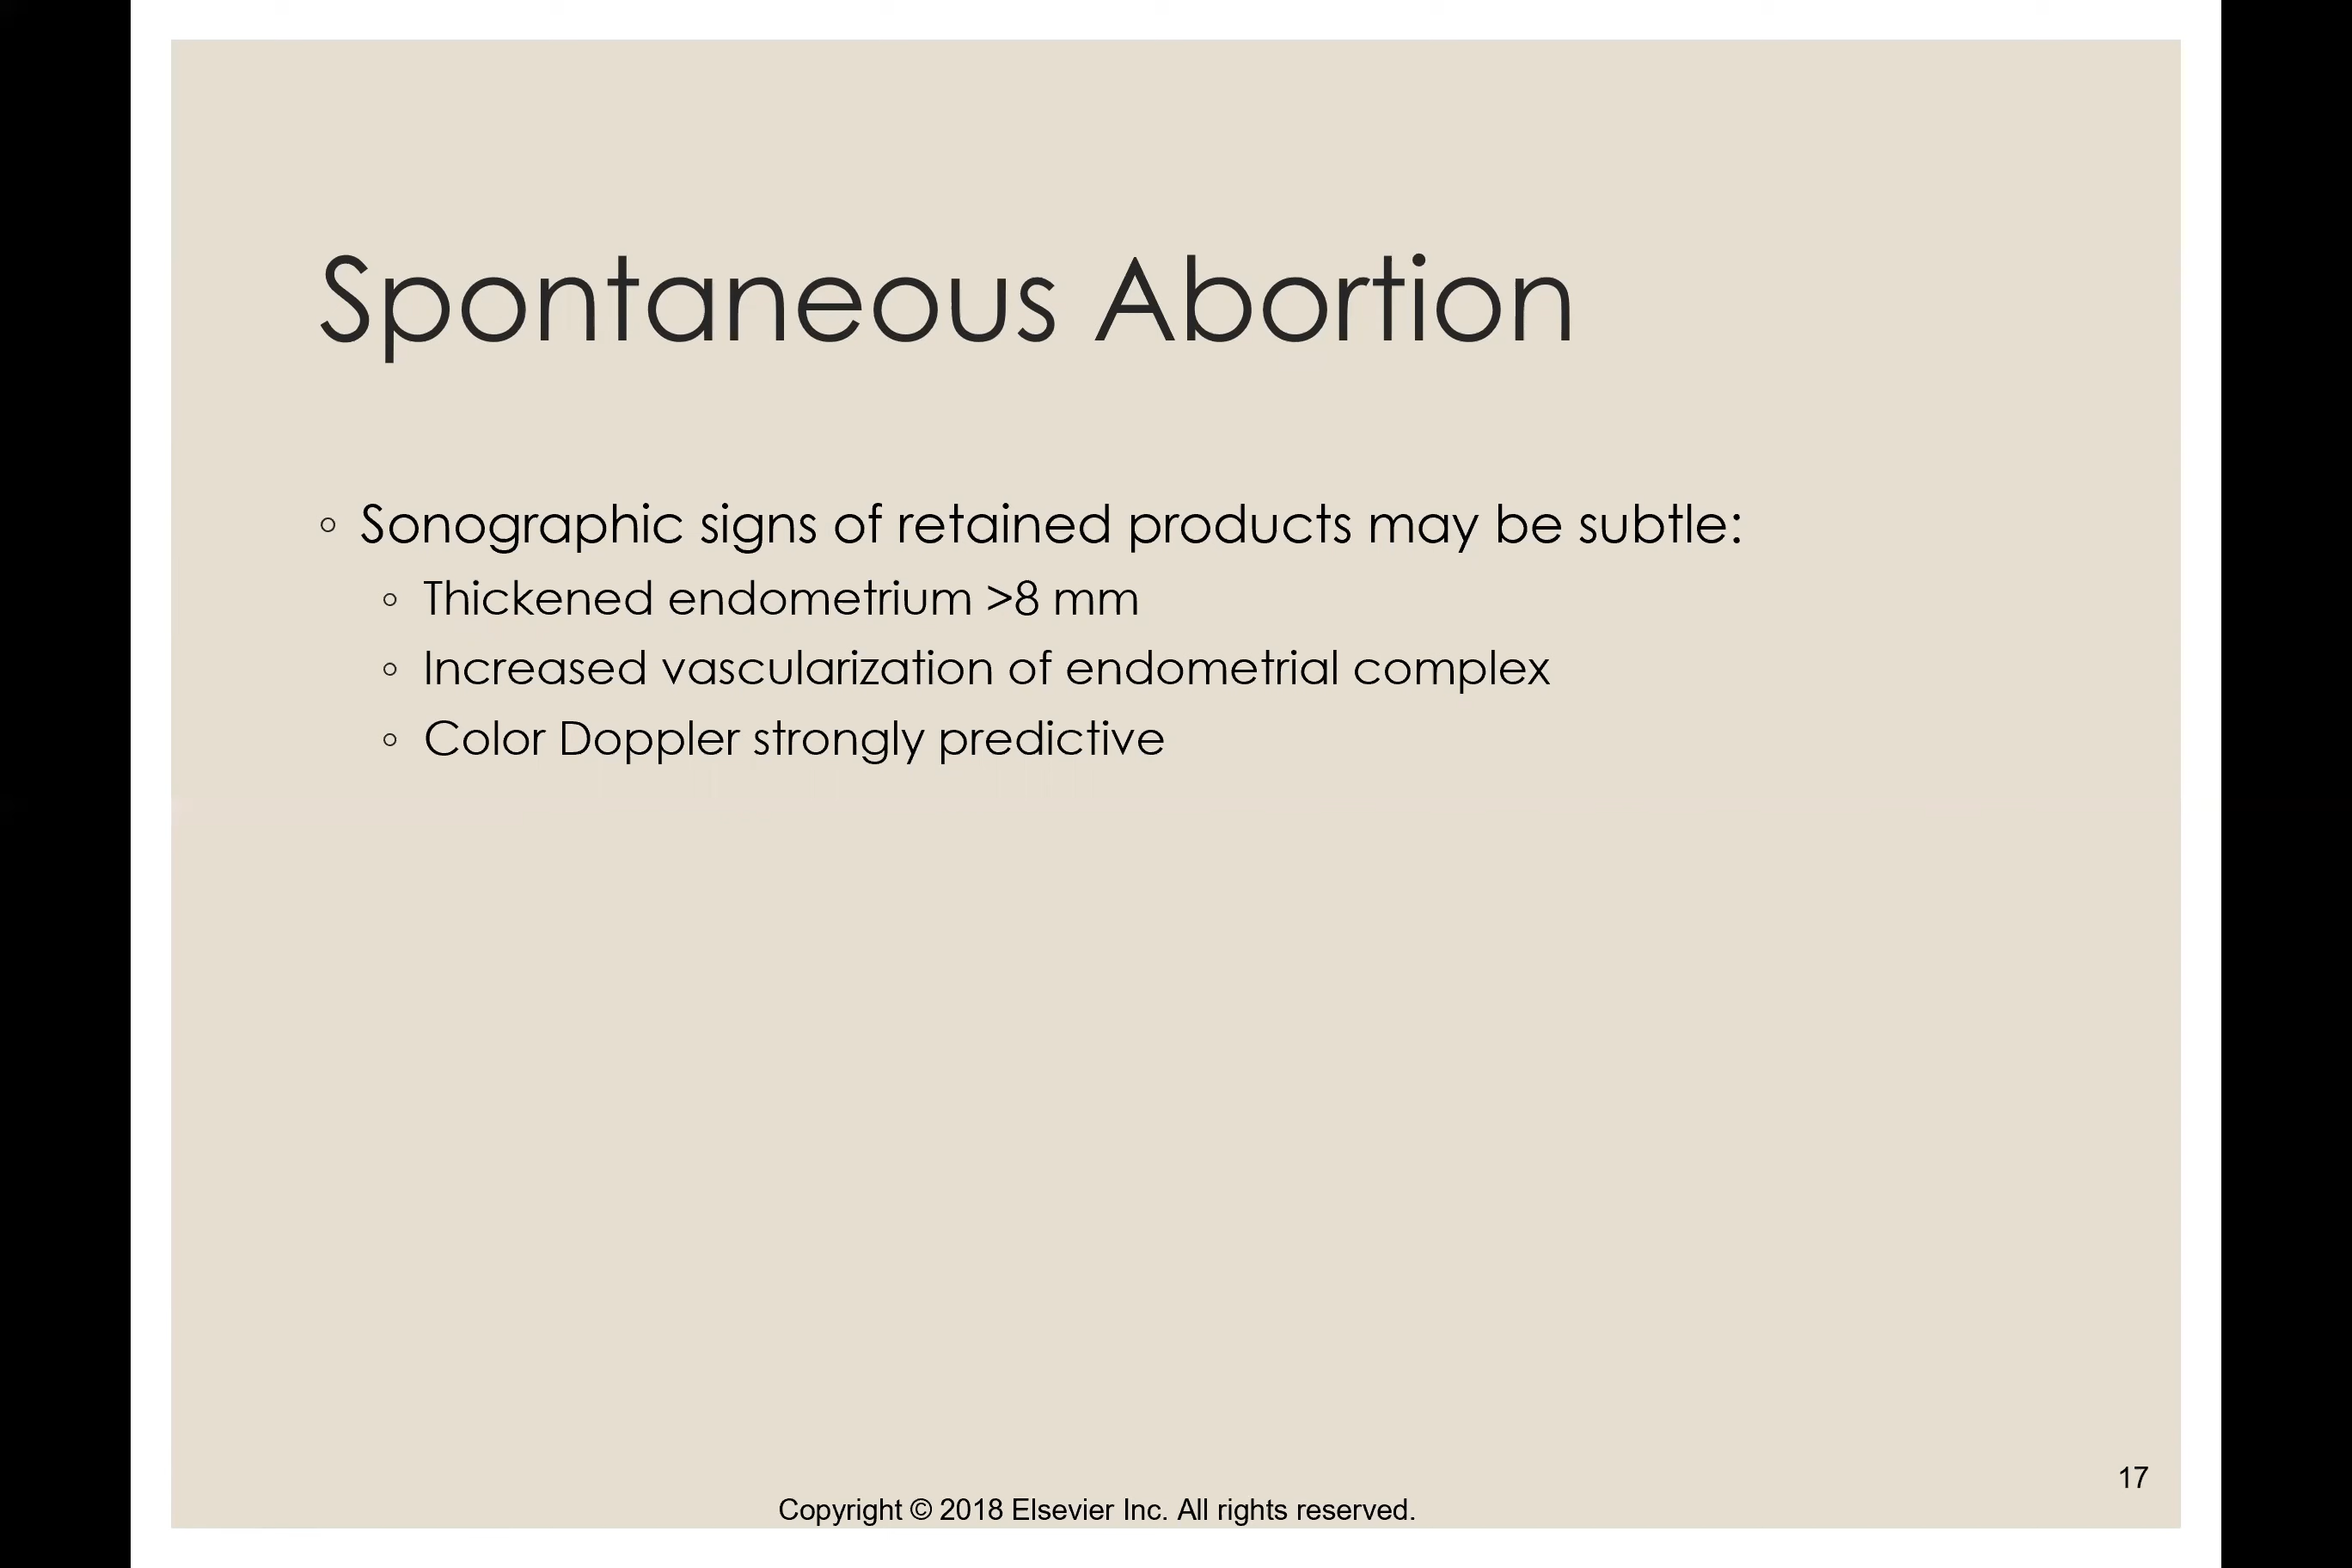 Spontaneous Abortion
◦ Sonographic signs of retained products may be subtle:
◦ Thickened endometrium >8 mm
◦ Increased vascularization of endometrial complex
◦ Color Doppler strongly predictive
17
Copyright © 2018 Elsevier Inc. All rights reserved.